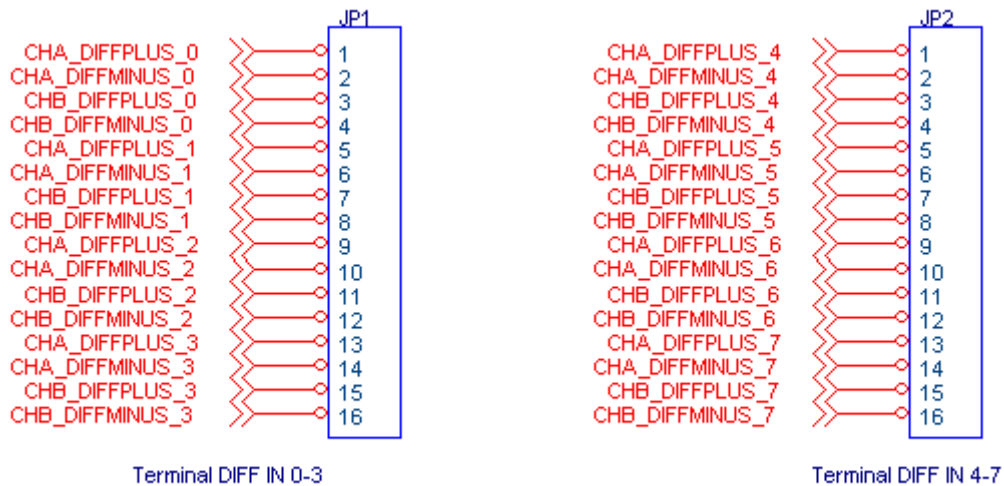 JP1
CHA_DIFFPLUS_0 1
CHA_DIFFMINUS_0 2
CHB_DIFFPLUS_0 3
CHB_DIFFMINUS_0 4
CHA_DIFFPLUS_1 5
CHA_DIFFMINUS_1 6
CHB_DIFFPLUS_1 7
CHB_DIFFMINUS_1 8
CHA_DIFFPLUS_2 9
CHA_DIFFMINUS_2 10
CHB_DIFFPLUS_2 11
CHB_DIFFMINUS_2 12
CHA_DIFFPLUS_3 13
CHA_DIFFMINUS_3 14
CHB_DIFFPLUS_3 15
CHB_DIFFMINUS_3 16
Terminal DIFF IN 0-3
JP2
CHA_DIFFPLUS_4 1
CHA_DIFFMINUS_4 2
CHB_DIFFPLUS_4 3
CHB_DIFFMINUS_4 4
CHA_DIFFPLUS_5 5
CHA_DIFFMINUS_5 6
CHB_DIFFPLUS_5 7
CHB_DIFFMINUS_5 8
CHA_DIFFPLUS_6 9
CHA_DIFFMINUS_6 10
CHB_DIFFPLUS_6 11
CHB_DIFFMINUS_6 12
CHA_DIFFPLUS_7 13
CHA_DIFFMINUS_7 14
CHB_DIFFPLUS_7 15
CHB_DIFFMINUS_7 16
Terminal DIFF IN 4-7